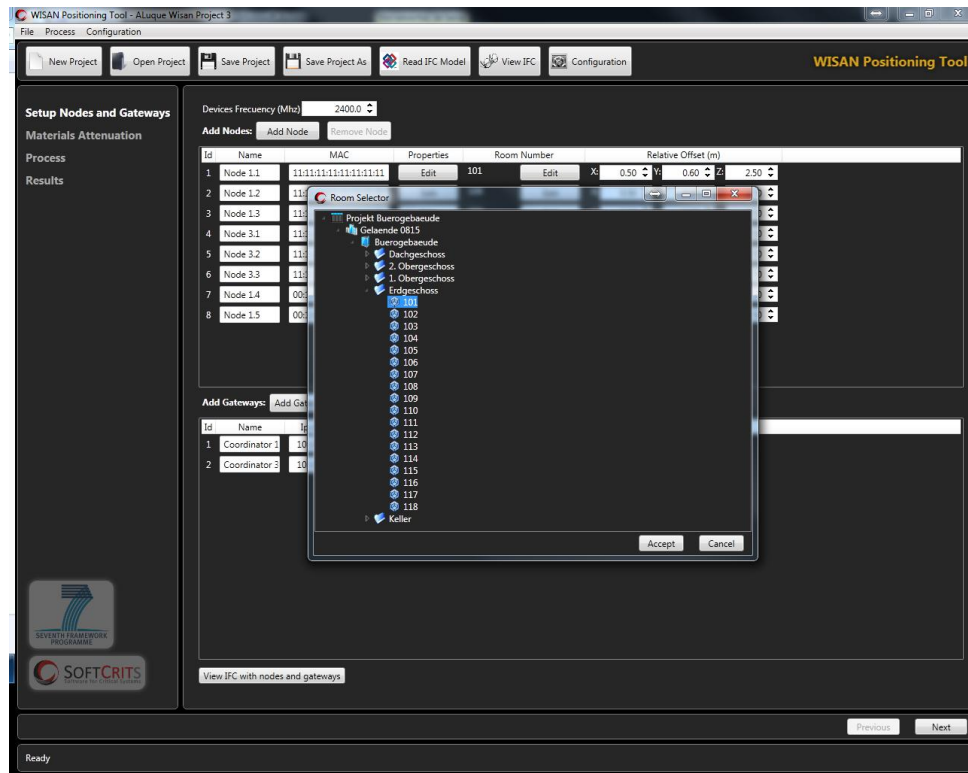 WISAN Positioning Tool - ALuque Wisan Project 3
File Process Configuration
New Project Open Project Save Project Save Project As Read IFC Model View IFC Configuration WISAN Positioning Tool
Setup Nodes and Gateways
Materials Attenuation
Process
Results
Devices Frecuency (Mhz) 2400.0
Add Nodes: Add Node Remove Node
Id Name MAC Properties Room Number Relative Offset (m)
1 Node 1.1 11:11:11:11:11:11:11:11 Edit 101 Edit X: 0.50 Y: 0.60 Z: 2.50
2 Node 1.2
3 Node 1.3
4 Node 3.1
5 Node 3.2
6 Node 3.3
7 Node 1.4
8 Node 1.5
Room Selector
Projekt Buerogebaeude
Gelaende 0815
Buerogebaeude
Dachgeschoss
2. Obergeschoss
1. Obergeschoss
Erdgeschoss
101
102
103
104
105
106
107
108
109
110
111
112
113
114
115
116
117
118
Keller
Accept Cancel
Add Gateways:
Id Name
1 Coordinator 1
2 Coordinator 3
SEVENTH FRAMEWORK
PROGRAMME
SOFTCRITS
Software for Critical Systems
View IFC with nodes and gateways
Previous Next
Ready